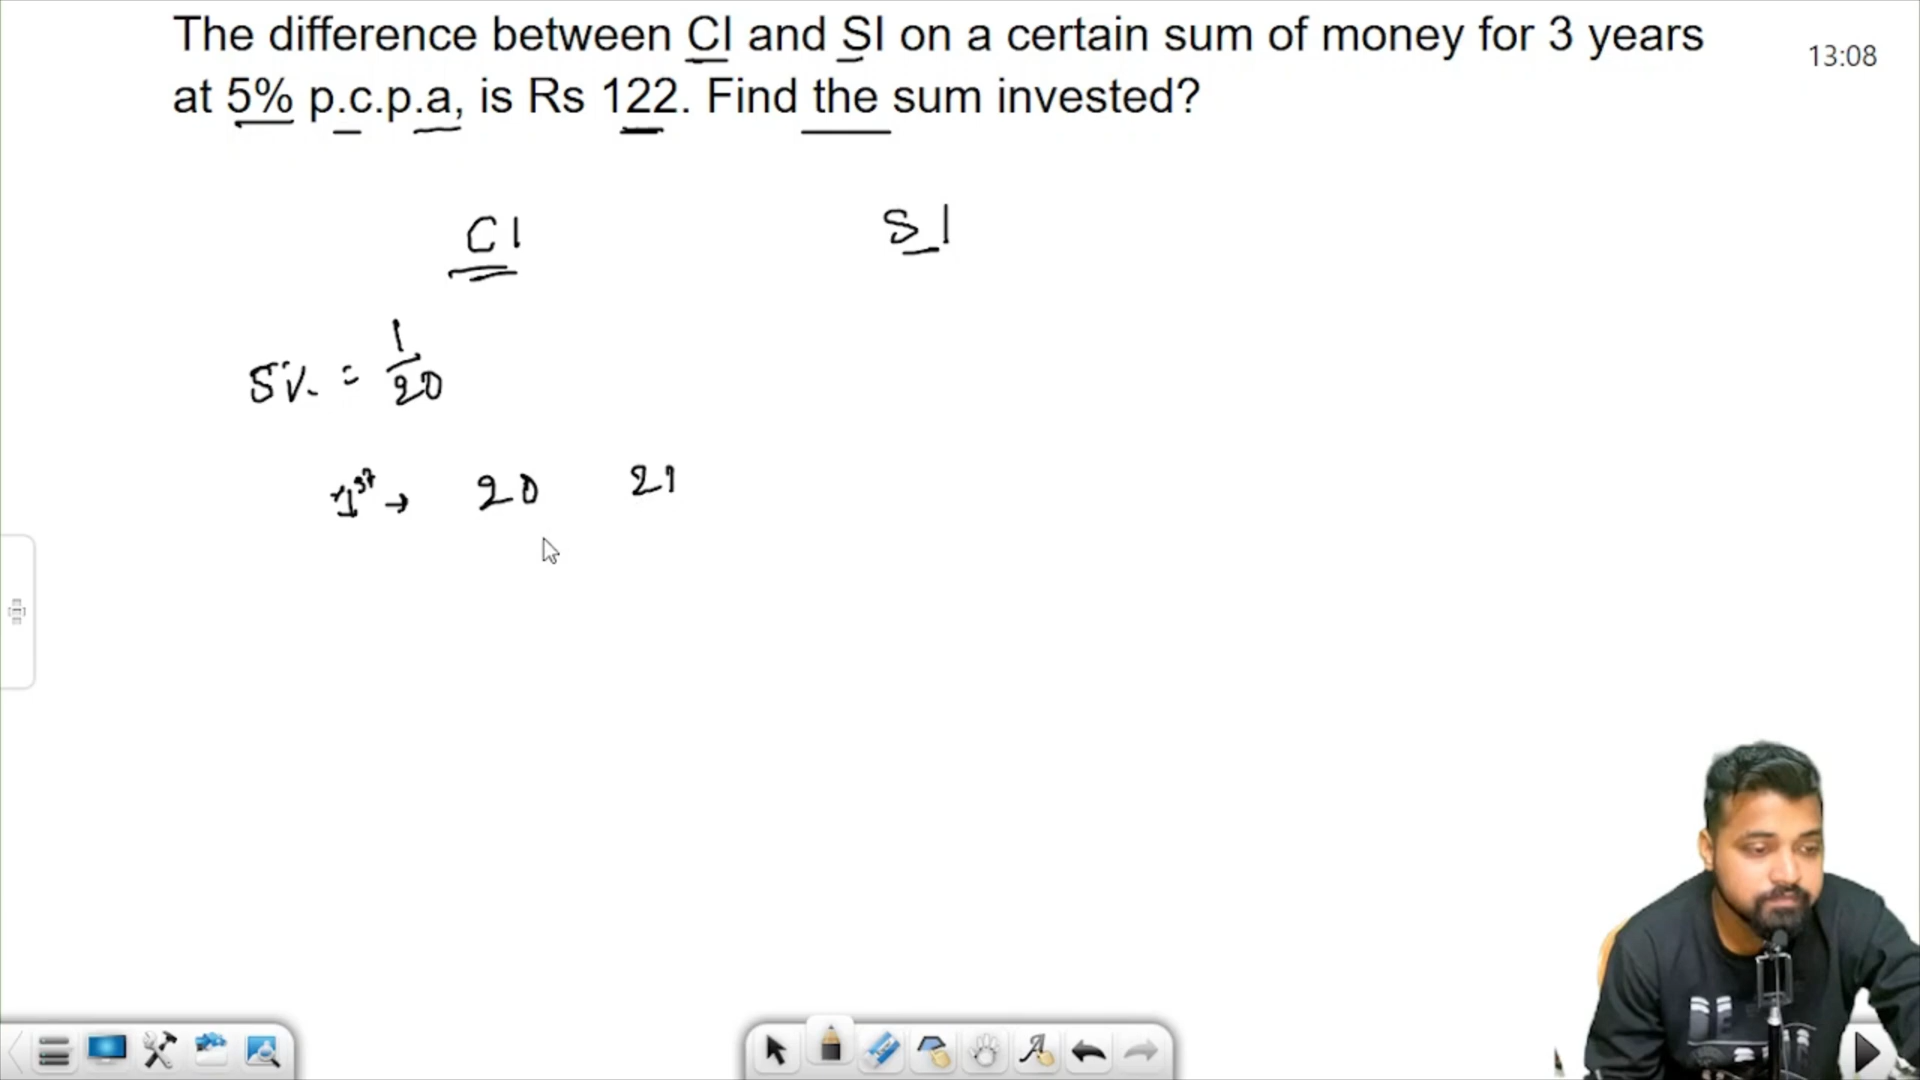 The difference between CI and SI on a certain sum of money for 3 years
at 5% p.c.p.a, is Rs 122. Find the sum invested?
13:08
CI
SI
5% = 1/20
1st → 20 21